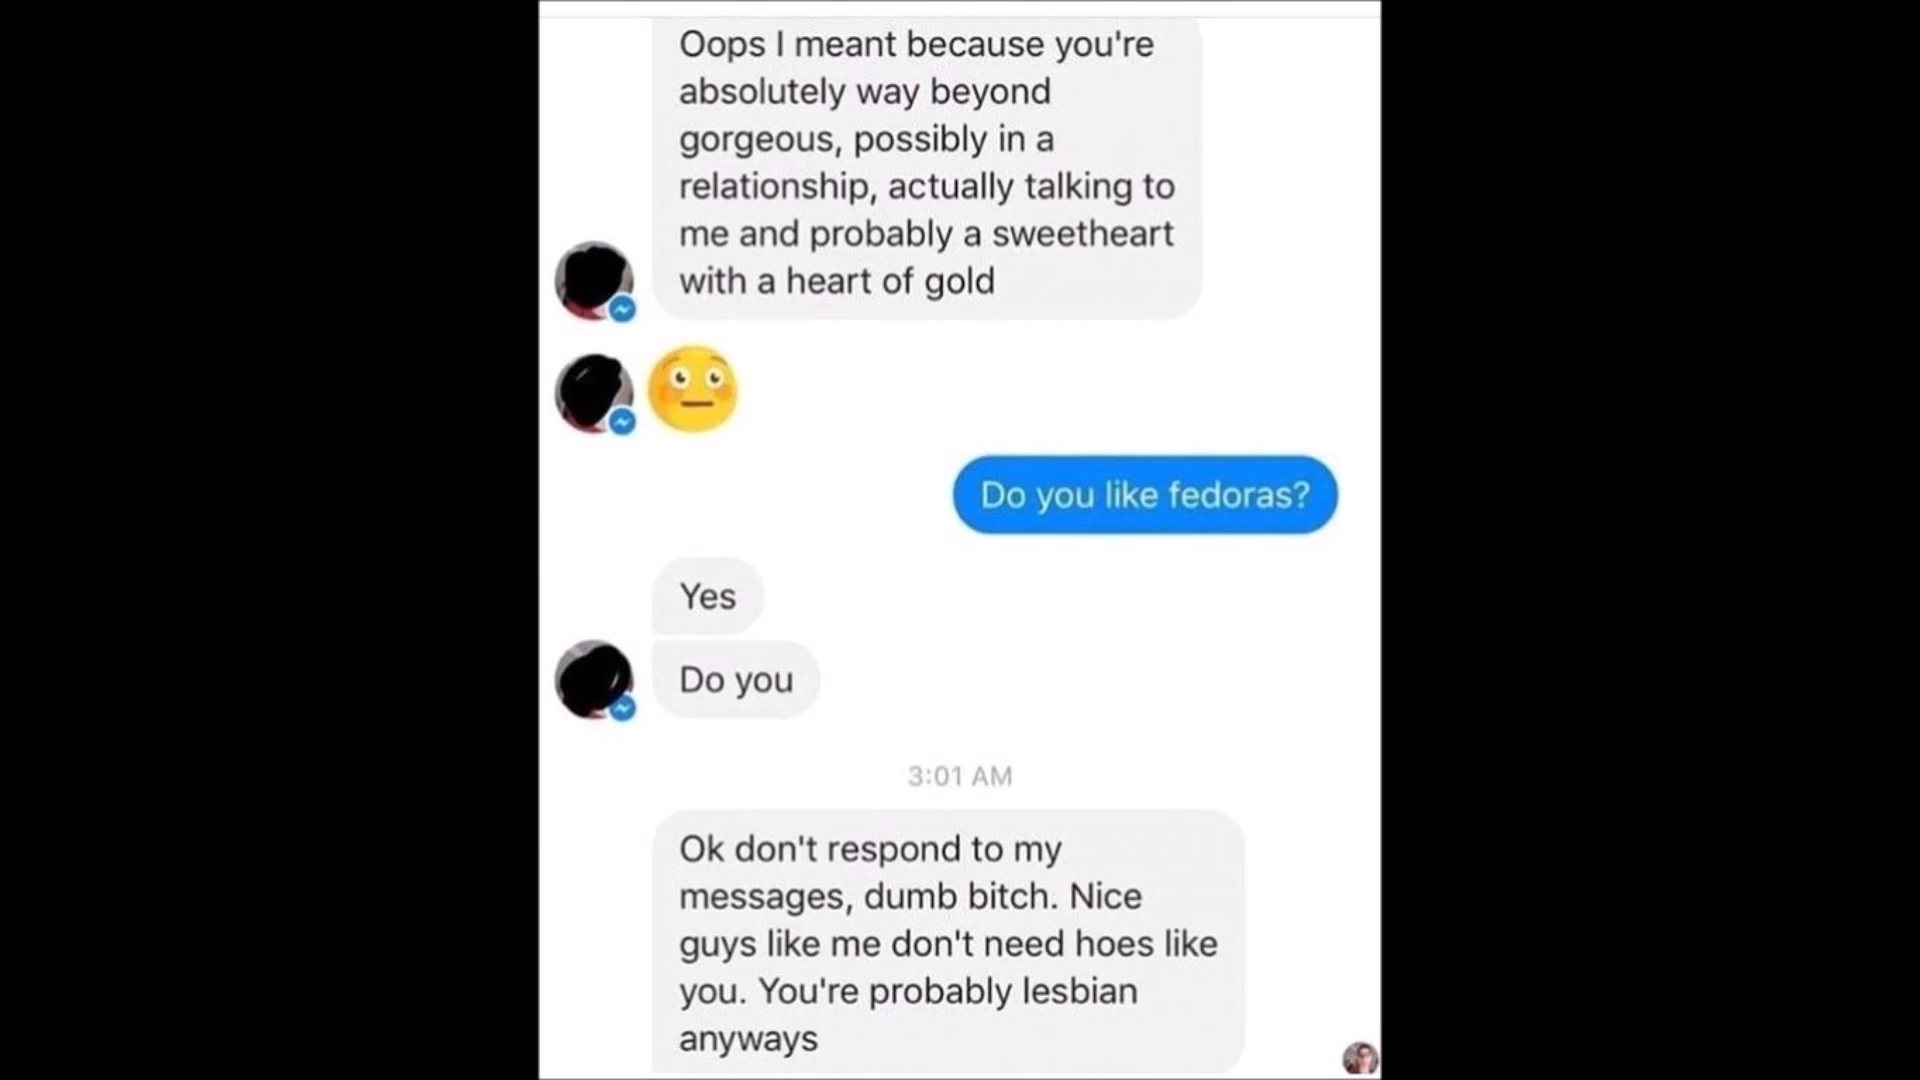 Oops I meant because you're
absolutely way beyond
gorgeous, possibly in a
relationship, actually talking to
me and probably a sweetheart
with a heart of gold
Do you like fedoras?
Yes
Do you
3:01 AM
Ok don't respond to my
messages, dumb bitch. Nice
guys like me don't need hoes like
you. You're probably lesbian
anyways